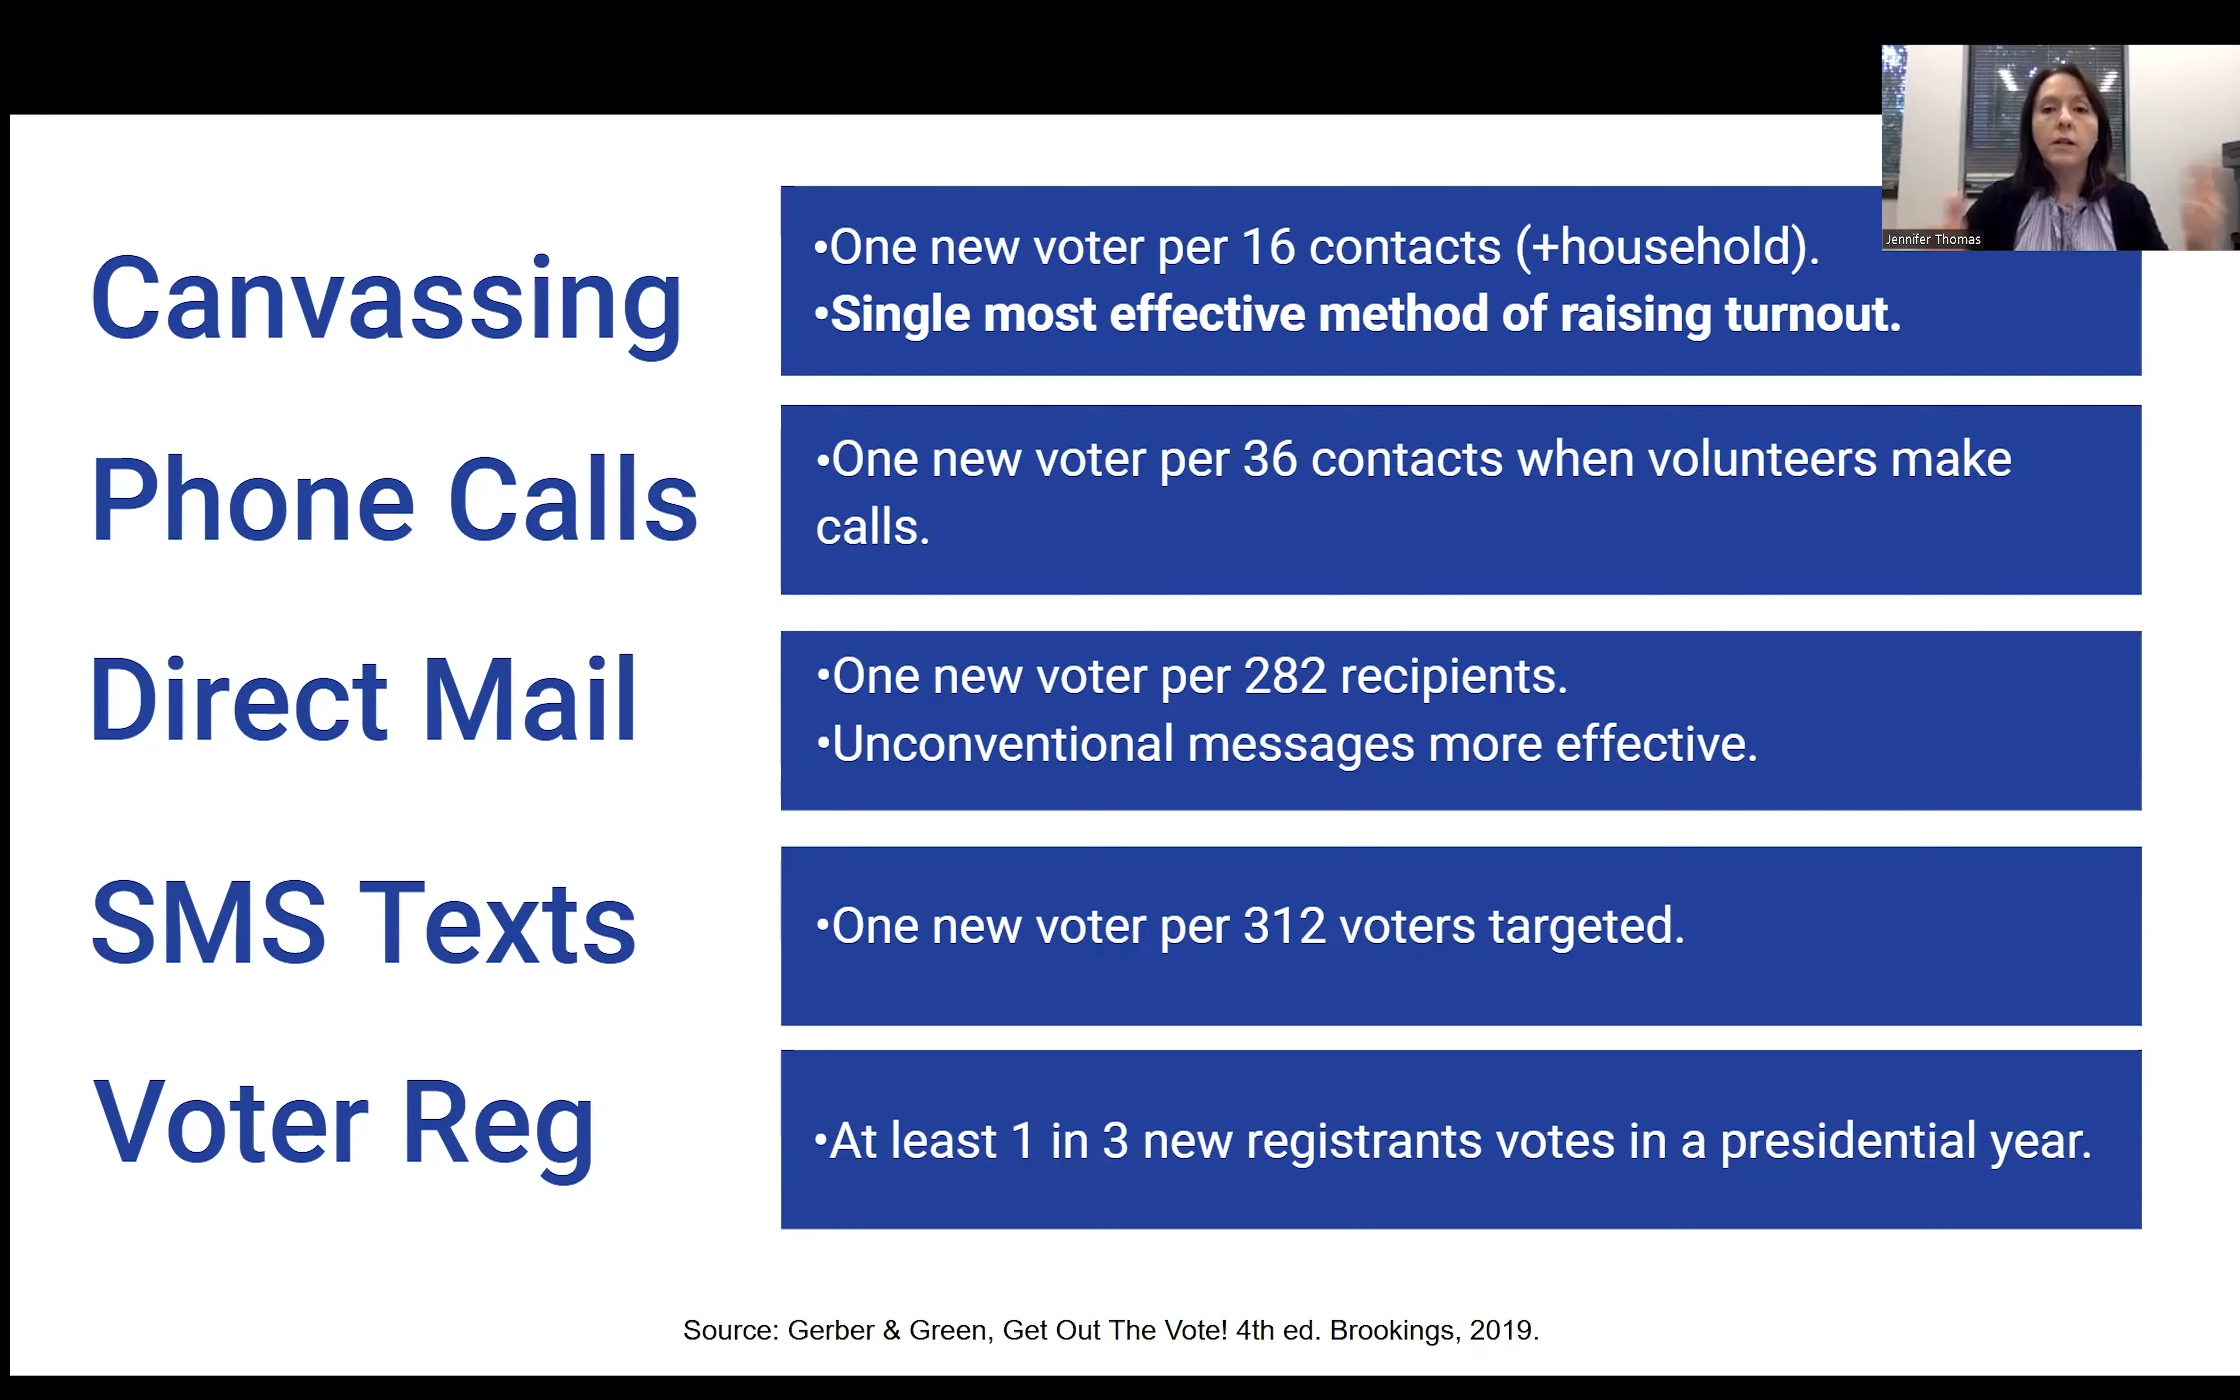 Jennifer Thomas
Canvassing
•One new voter per 16 contacts (+household).
•Single most effective method of raising turnout.
Phone Calls
•One new voter per 36 contacts when volunteers make
calls.
Direct Mail
•One new voter per 282 recipients.
•Unconventional messages more effective.
SMS Texts
•One new voter per 312 voters targeted.
Voter Reg
•At least 1 in 3 new registrants votes in a presidential year.
Source: Gerber & Green, Get Out The Vote! 4th ed. Brookings, 2019.